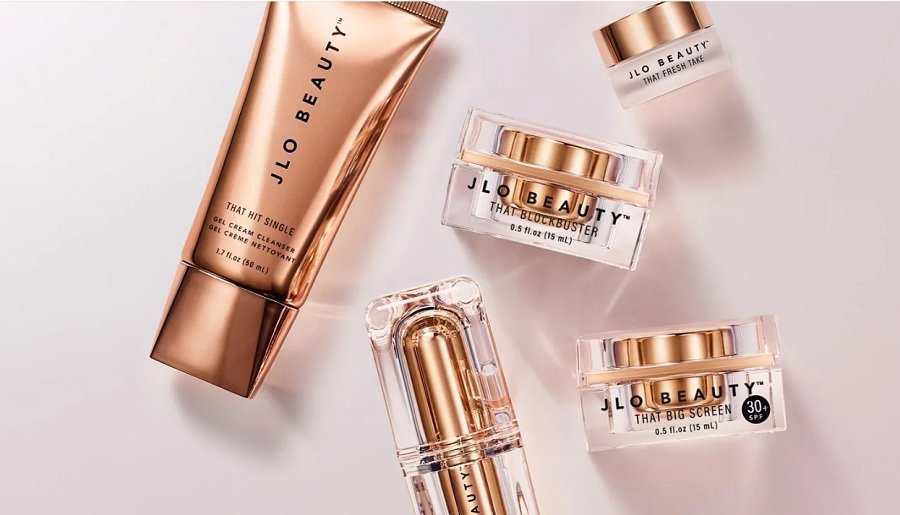 JLO BEAUTY™
THAT HIT SINGLE
GEL CREAM CLEANSER
GEL CRÈME NETTOYANT
1.7 fl.oz (50 mL)
JLO BEAUTY™
THAT FRESH TAKE
JLO BEAUTY™
THAT BLOCKBUSTER
0.5 fl.oz (15 mL)
JLO BEAUTY™
THAT BIG SCREEN
30+
SPF
0.5 fl.oz (15 mL)
BEAUTY